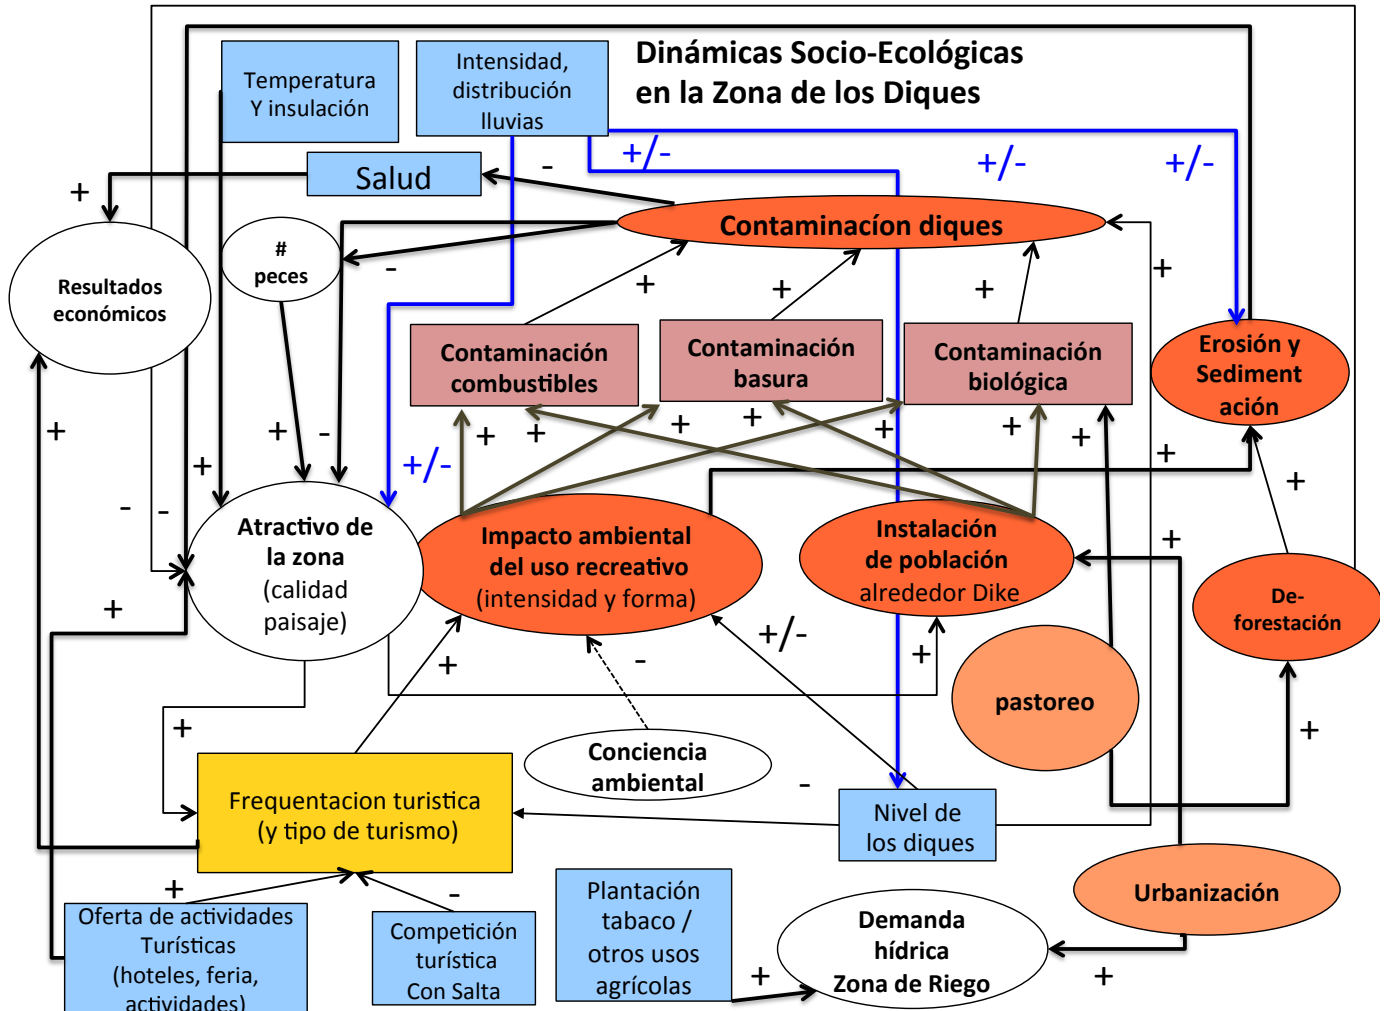 Dinámicas Socio-Ecológicas
en la Zona de los Diques
Temperatura
Y insulación
Intensidad,
distribución
lluvias
+/-
+/-
+/-
Salud
-
+
Contaminacíon diques
#
peces
-
+
Resultados
económicos
+
+
+
Contaminación
combustibles
Contaminación
basura
Contaminación
biológica
Erosión y
Sediment
ación
+
+
-
+
+/-
+
+
+
+
+
+
+
+
+
-
-
Atractivo de
la zona
(calidad
paisaje)
Impacto ambiental
del uso recreativo
(intensidad y forma)
Instalación
de población
alrededor Dike
+
De-
forestación
+
+
-
+/-
+
pastoreo
+
+
Conciencia
ambiental
-
Frequentacion turistica
(y tipo de turismo)
Nivel de
los diques
+
-
Urbanización
Oferta de actividades
Turísticas
(hoteles, feria,
actividades)
Competición
turística
Con Salta
Plantación
tabaco /
otros usos
agrícolas
+
Demanda
hídrica
Zona de Riego
+